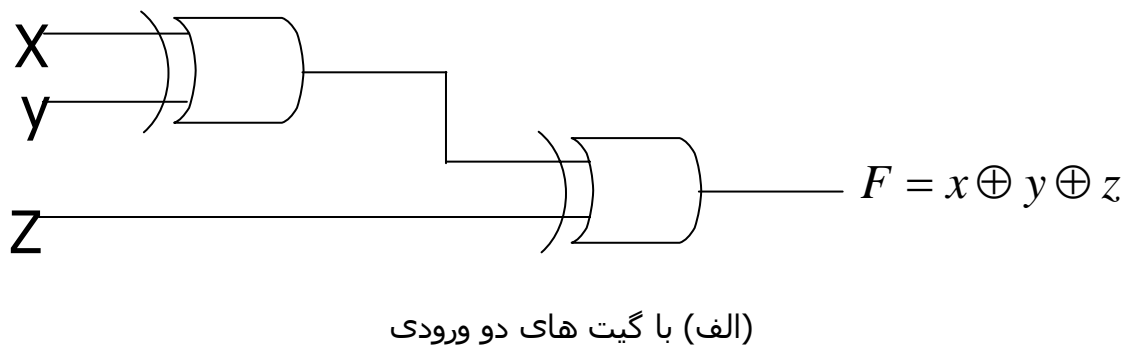 X
y
Z
F = x ⊕ y ⊕ z
(الف) با گیت های دو ورودی